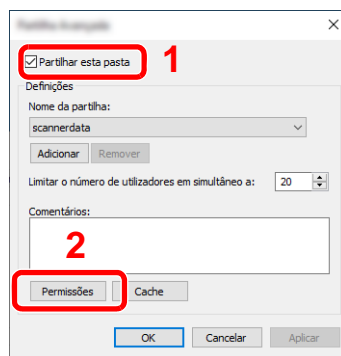 Partilhar esta pasta
1
Definições
Nome da partilha:
scannerdata
Adicionar Remover
Limitar o número de utilizadores em simultâneo a: 20
Comentários:
2
Permissões Cache
OK Cancelar Aplicar